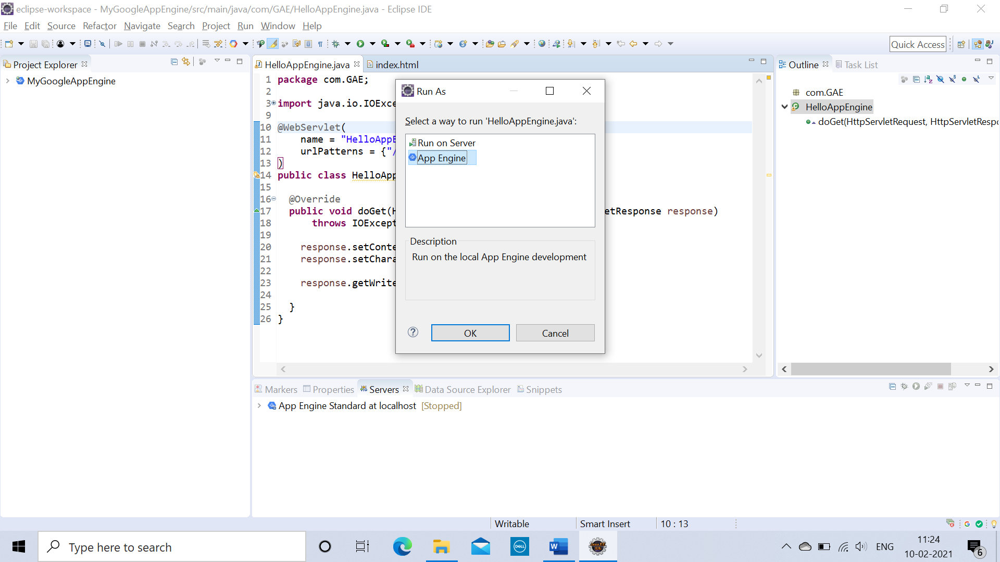 eclipse-workspace - MyGoogleAppEngine/src/main/java/com/GAE/HelloAppEngine.java - Eclipse IDE
File Edit Source Refactor Navigate Search Project Run Window Help
Quick Access
Project Explorer
MyGoogleAppEngine
HelloAppEngine.java index.html
1 package com.GAE;
2
3 import java.io.IOExce
9
10 @WebServlet(
11 name = "HelloAppE
12 urlPatterns = {"/
13 )
14 public class HelloApp
15
16 @Override
17 public void doGet(H etResponse response)
18 throws IOExcept
19
20 response.setConte
21 response.setChara
22
23 response.getWrite
24
25 }
26 }
Run As
Select a way to run 'HelloAppEngine.java':
Run on Server
App Engine
Description
Run on the local App Engine development
OK Cancel
Outline Task List
com.GAE
HelloAppEngine
doGet(HttpServletRequest, HttpServletRespo
Markers Properties Servers Data Source Explorer Snippets
App Engine Standard at localhost [Stopped]
Writable Smart Insert 10 : 13
Type here to search
DELL
W
Java EE
IDE
ENG
11:24
10-02-2021
6